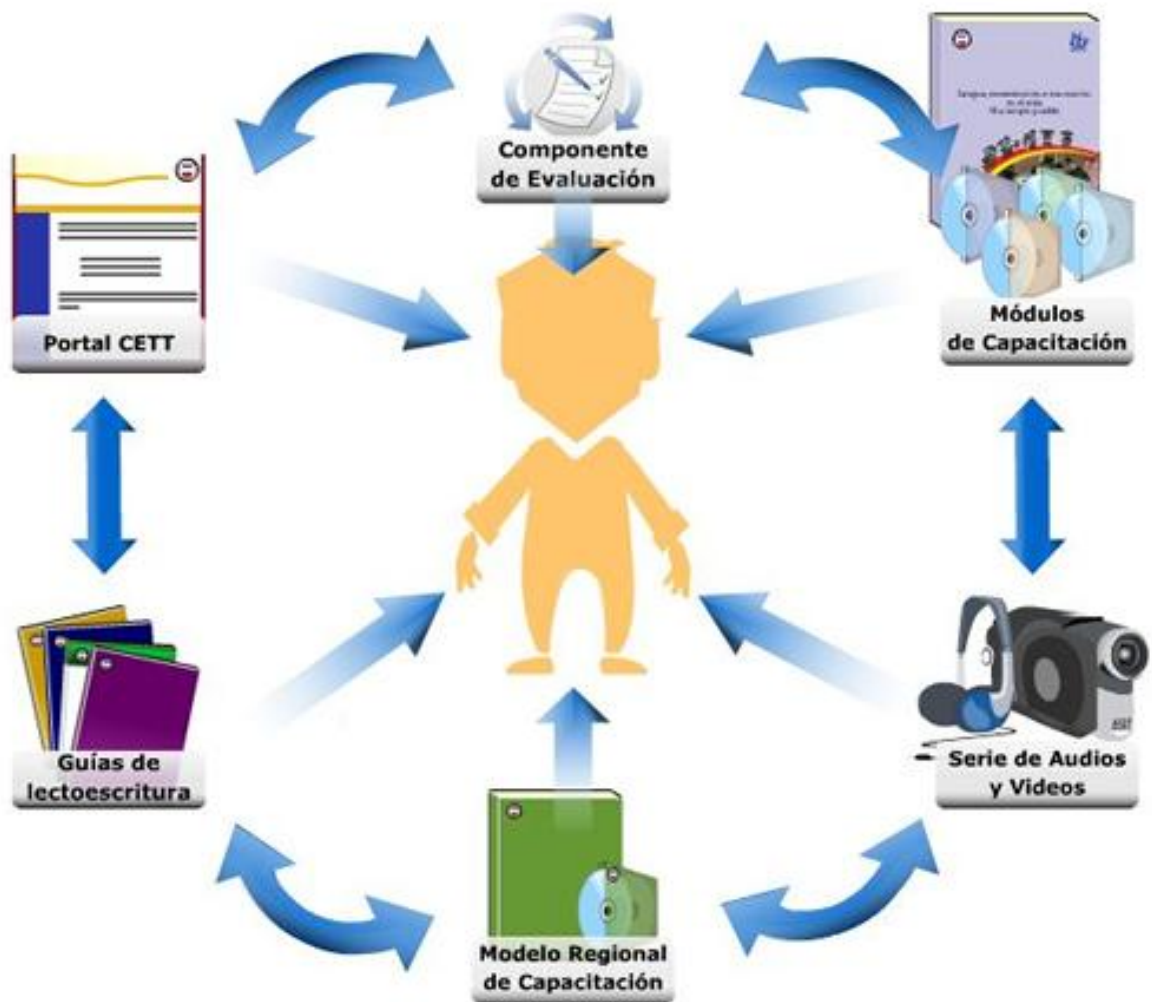 Componente
de Evaluación
Portal CETT
Módulos
de Capacitación
Guías de
lectoescritura
Serie de Audios
y Videos
Modelo Regional
de Capacitación